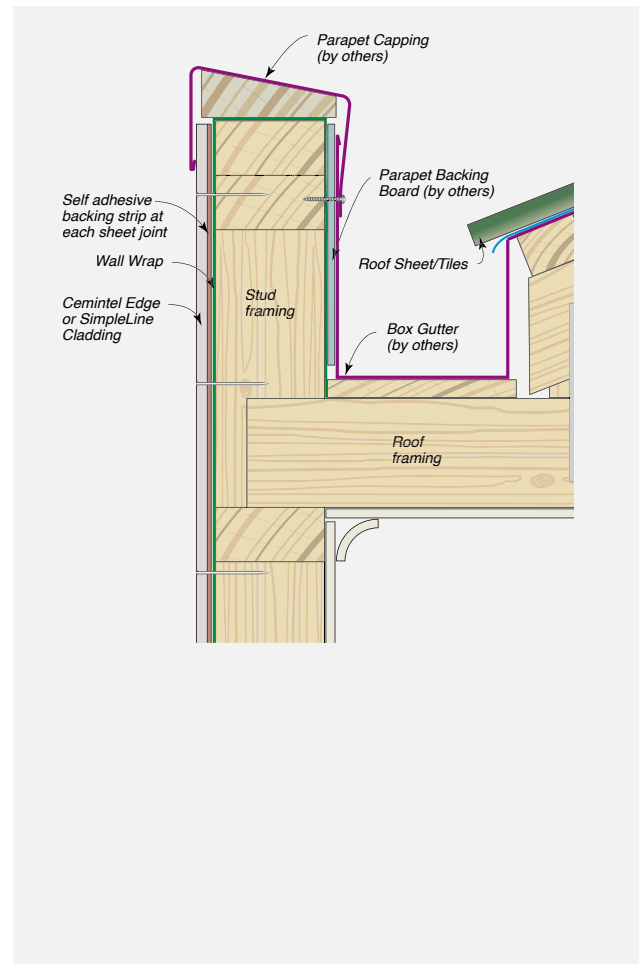 Parapet Capping
(by others)
Parapet Backing
Board (by others)
Self adhesive
backing strip at
each sheet joint
Wall Wrap
Roof Sheet/Tiles
Cemintel Edge
or SimpleLine
Cladding
Stud
framing
Box Gutter
(by others)
Roof
framing